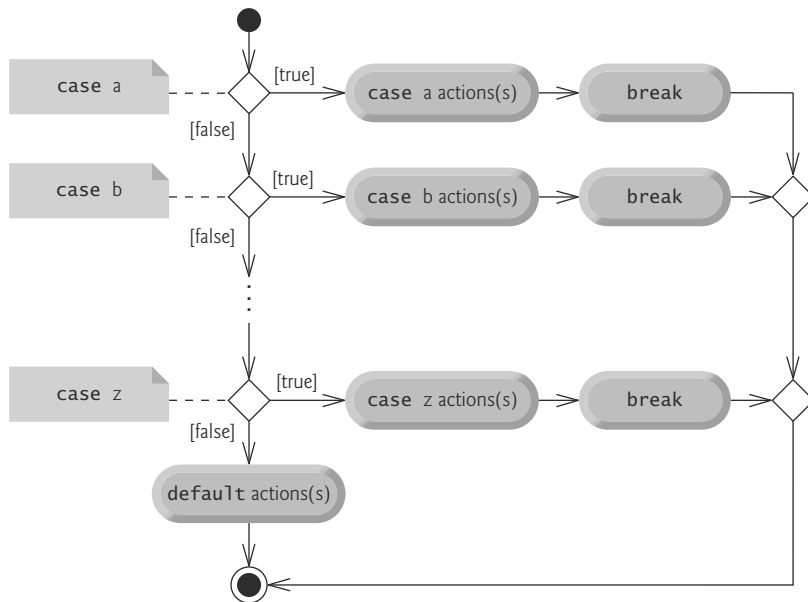 case a
[true]
case a actions(s)
break
[false]
case b
[true]
case b actions(s)
break
[false]
case z
[true]
case z actions(s)
break
[false]
default actions(s)